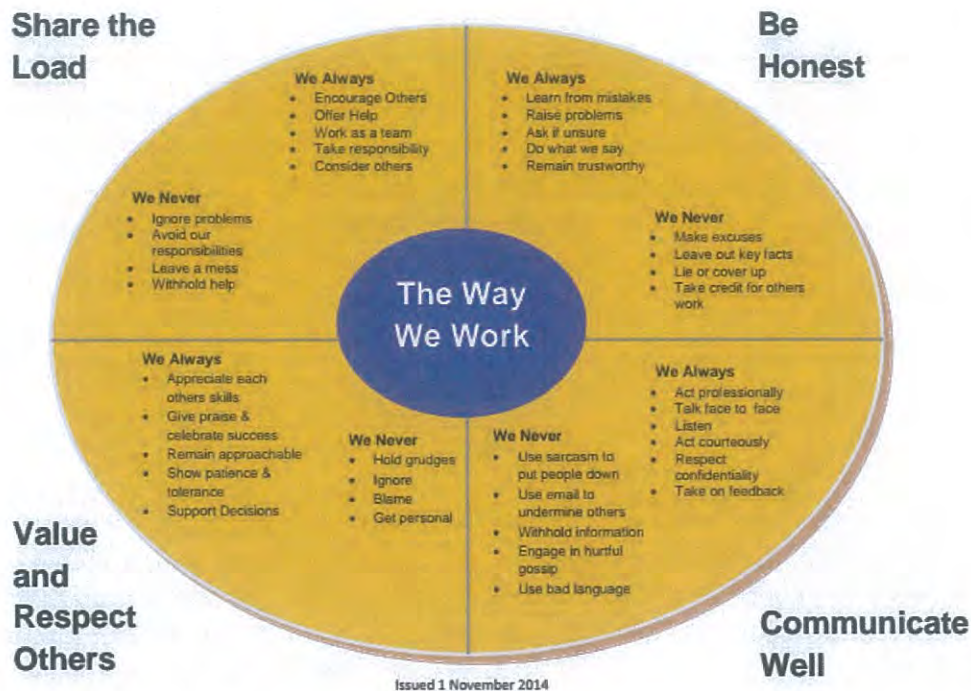 Share the
Load
We Always
• Encourage Others
• Offer Help
• Work as a team
• Take responsibility
• Consider others
We Never
• Ignore problems
• Avoid our
responsibilities
• Leave a mess
• Withhold help
Be
Honest
We Always
• Learn from mistakes
• Raise problems
• Ask if unsure
• Do what we say
• Remain trustworthy
We Never
• Make excuses
• Leave out key facts
• Lie or cover up
• Take credit for others
work
The Way
We Work
We Always
• Appreciate each
others skills
• Give praise &
celebrate success
• Remain approachable
• Show patience &
tolerance
• Support Decisions
We Never
• Hold grudges
• Ignore
• Blame
• Get personal
Value
and
Respect
Others
We Never
• Use sarcasm to
put people down
• Use email to
undermine others
• Withhold information
• Engage in hurtful
gossip
• Use bad language
We Always
• Act professionally
• Talk face to face
• Listen
• Act courteously
• Respect
confidentiality
• Take on feedback
Communicate
Well
Issued 1 November 2014